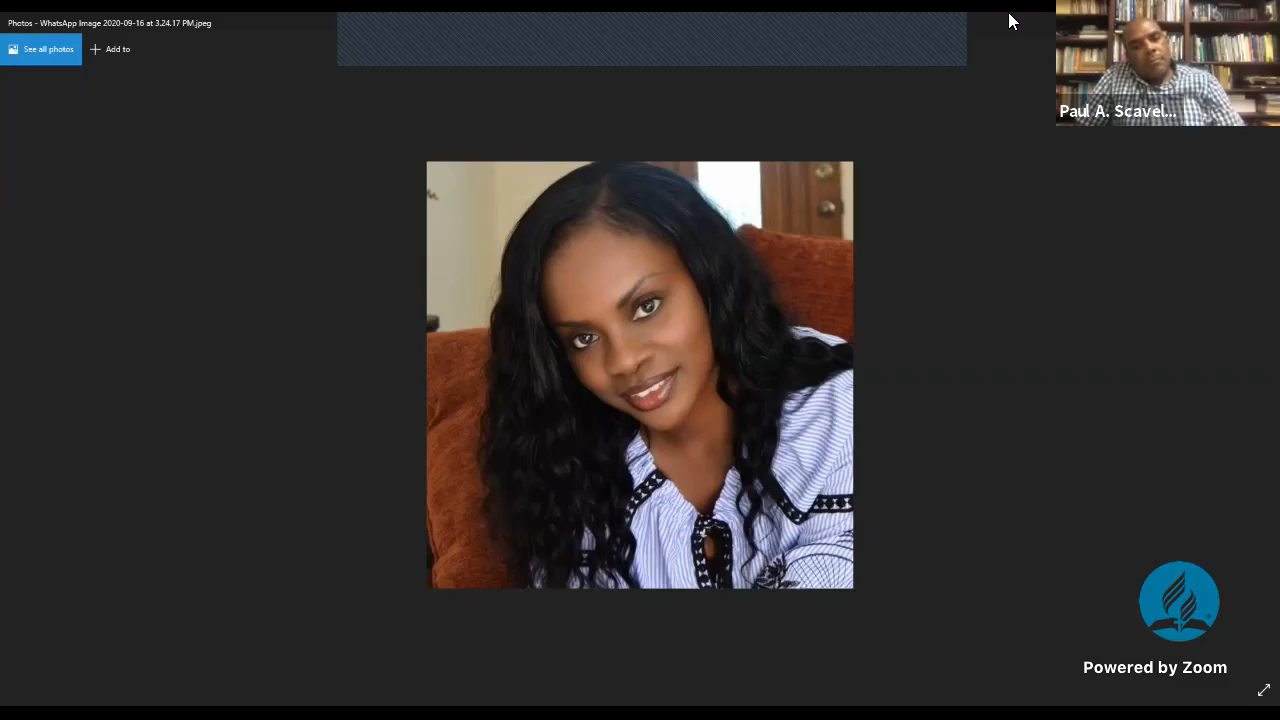 Photos - WhatsApp Image 2020-09-16 at 3.24.17 PM.jpeg
See all photos
Add to
Paul A. Scavel...
Powered by Zoom